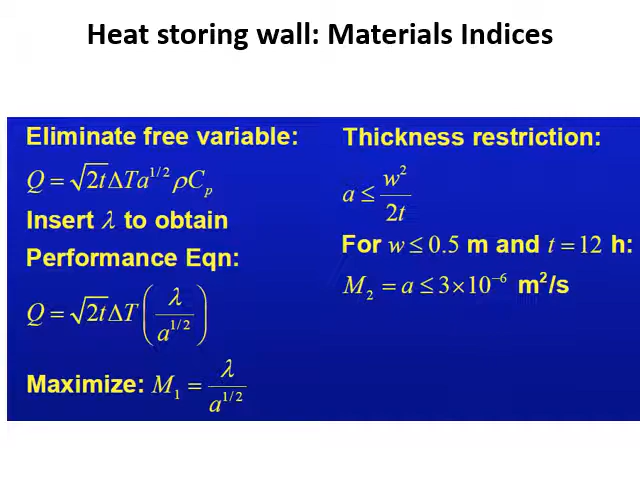 Heat storing wall: Materials Indices
Eliminate free variable:
Q = √2t ΔT a^{1/2} ρC_p
Insert λ to obtain
Performance Eqn:
Q = √2t ΔT (λ / a^{1/2})
Maximize: M_1 = λ / a^{1/2}
Thickness restriction:
a ≤ w² / 2t
For w ≤ 0.5 m and t = 12 h:
M_2 = a ≤ 3×10^{-6} m²/s